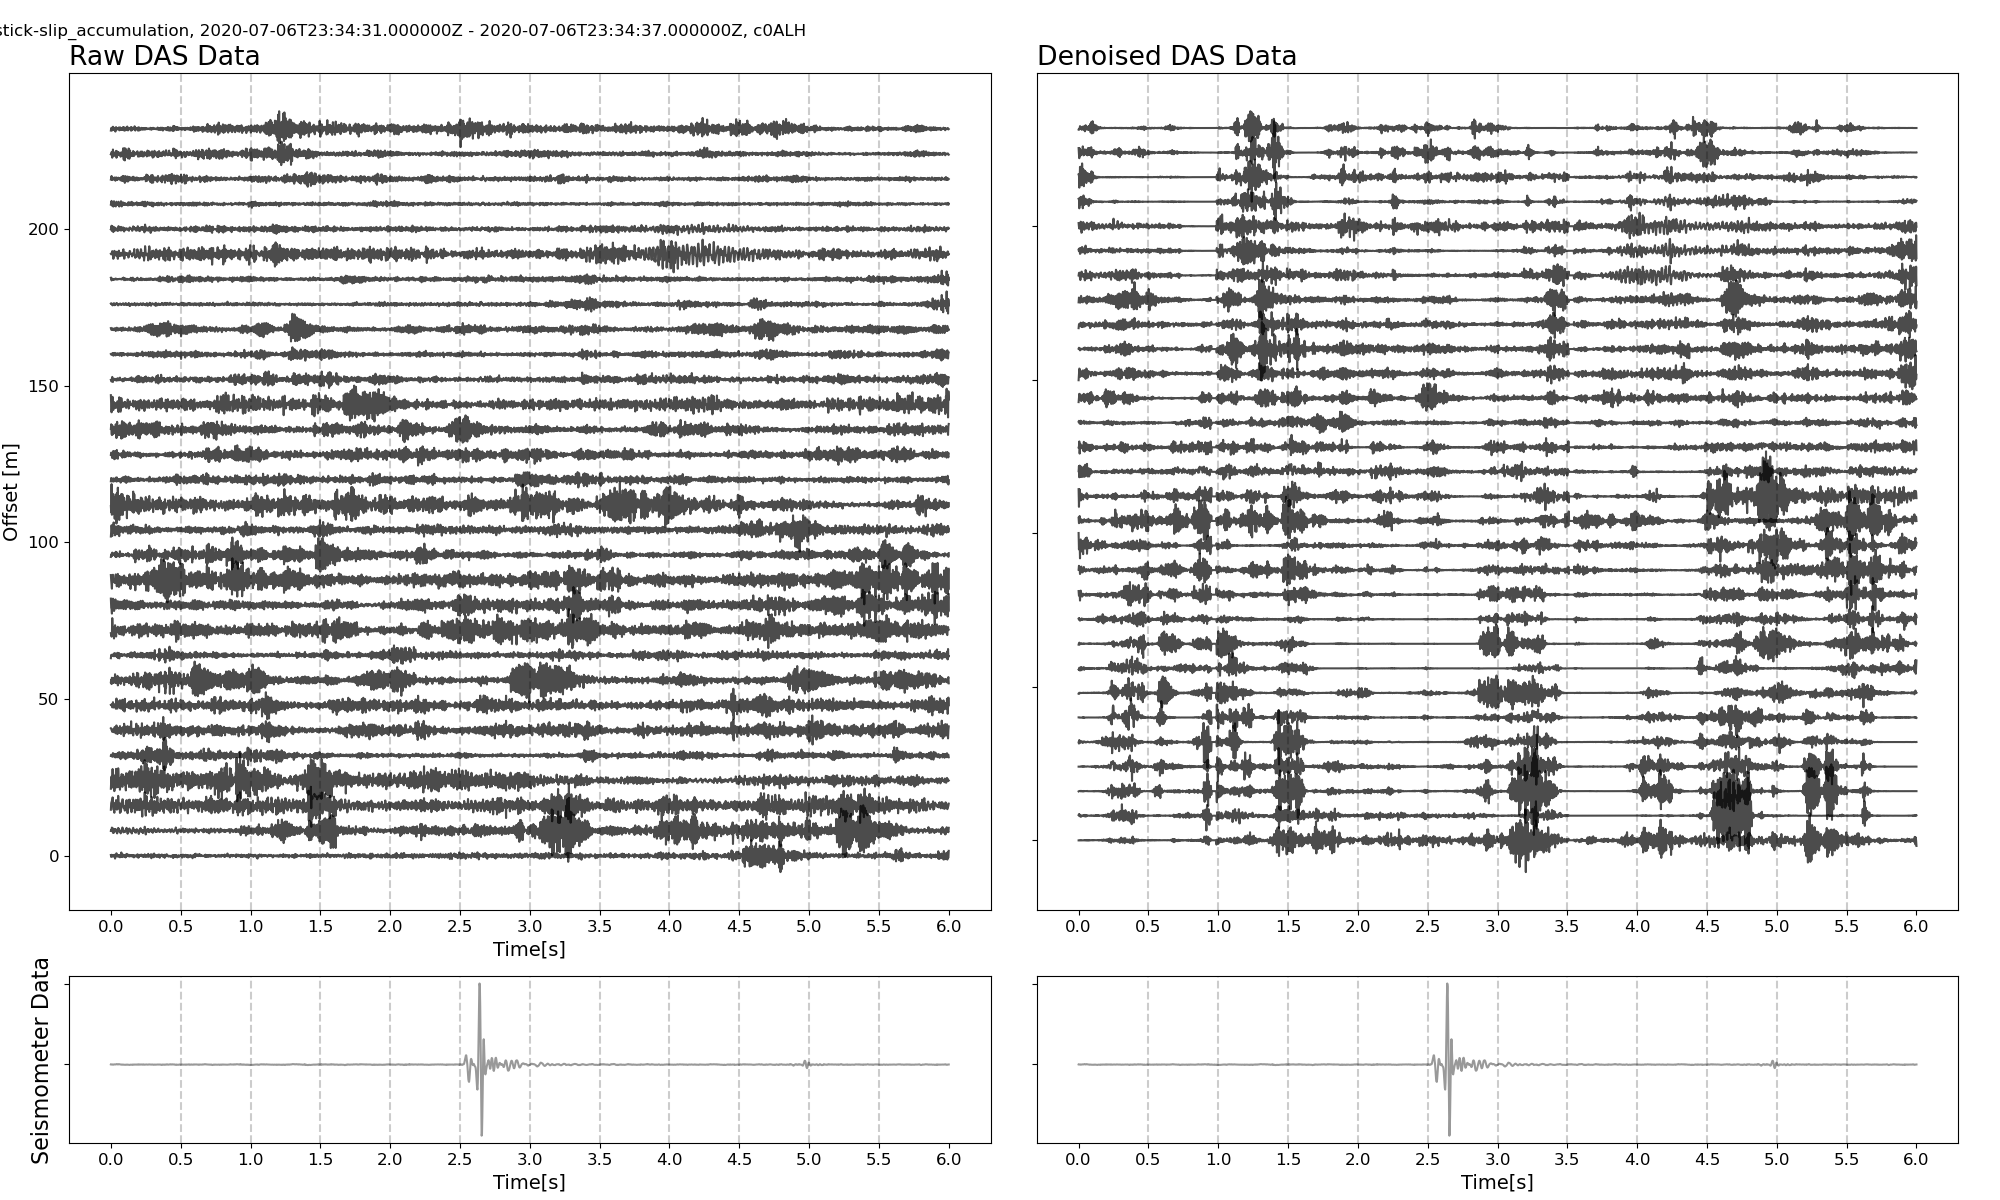 stick-slip_accumulation, 2020-07-06T23:34:31.000000Z - 2020-07-06T23:34:37.000000Z, c0ALH
Raw DAS Data
Denoised DAS Data
Offset [m]
200
150
100
50
0
0.0 0.5 1.0 1.5 2.0 2.5 3.0 3.5 4.0 4.5 5.0 5.5 6.0
Time[s]
0.0 0.5 1.0 1.5 2.0 2.5 3.0 3.5 4.0 4.5 5.0 5.5 6.0
Seismometer Data
0.0 0.5 1.0 1.5 2.0 2.5 3.0 3.5 4.0 4.5 5.0 5.5 6.0
Time[s]
0.0 0.5 1.0 1.5 2.0 2.5 3.0 3.5 4.0 4.5 5.0 5.5 6.0
Time[s]